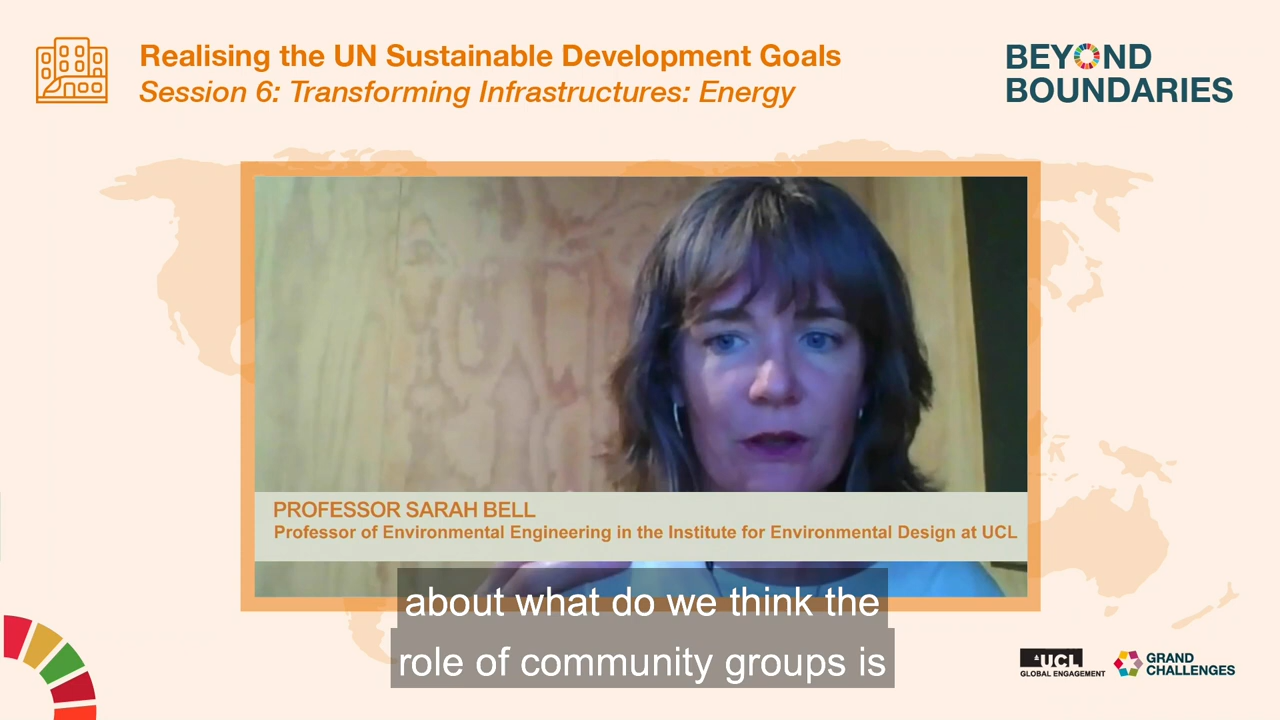 Realising the UN Sustainable Development Goals
Session 6: Transforming Infrastructures: Energy
BEYOND
BOUNDARIES
PROFESSOR SARAH BELL
Professor of Environmental Engineering in the Institute for Environmental Design at UCL
about what do we think the
role of community groups is
UCL
GLOBAL ENGAGEMENT
GRAND
CHALLENGES